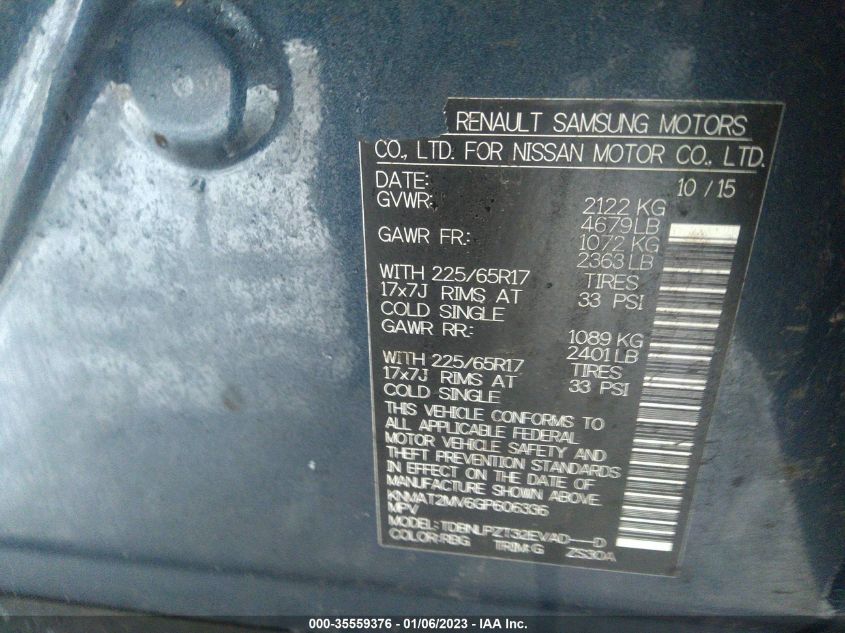 RENAULT SAMSUNG MOTORS
CO., LTD. FOR NISSAN MOTOR CO., LTD.
DATE: 10 / 15
GVWR: 2122 KG
4679 LB
GAWR FR: 1072 KG
2363 LB
WITH 225/65R17 TIRES
17x7J RIMS AT 33 PSI
COLD SINGLE
GAWR RR: 1089 KG
2401 LB
WITH 225/65R17 TIRES
17x7J RIMS AT 33 PSI
COLD SINGLE
THIS VEHICLE CONFORMS TO
ALL APPLICABLE FEDERAL
MOTOR VEHICLE SAFETY AND
THEFT PREVENTION STANDARDS
IN EFFECT ON THE DATE OF
MANUFACTURE SHOWN ABOVE.
KNMAT2MV6GP606336
MPV
MODEL: TDBNLPZT32EVAD---D
COLOR:RBG TRIM:G ZS30A
000-35559376 - 01/06/2023 - IAA Inc.